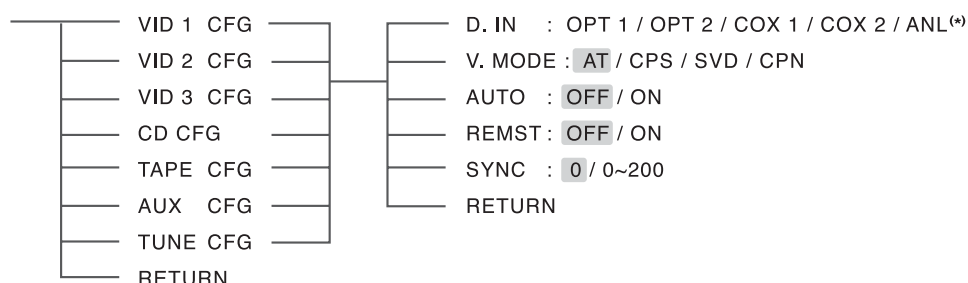 VID 1 CFG
VID 2 CFG
VID 3 CFG
CD CFG
TAPE CFG
AUX CFG
TUNE CFG
RETURN
D. IN : OPT 1 / OPT 2 / COX 1 / COX 2 / ANL(*)
V. MODE : AT / CPS / SVD / CPN
AUTO : OFF / ON
REMST : OFF / ON
SYNC : 0 / 0~200
RETURN